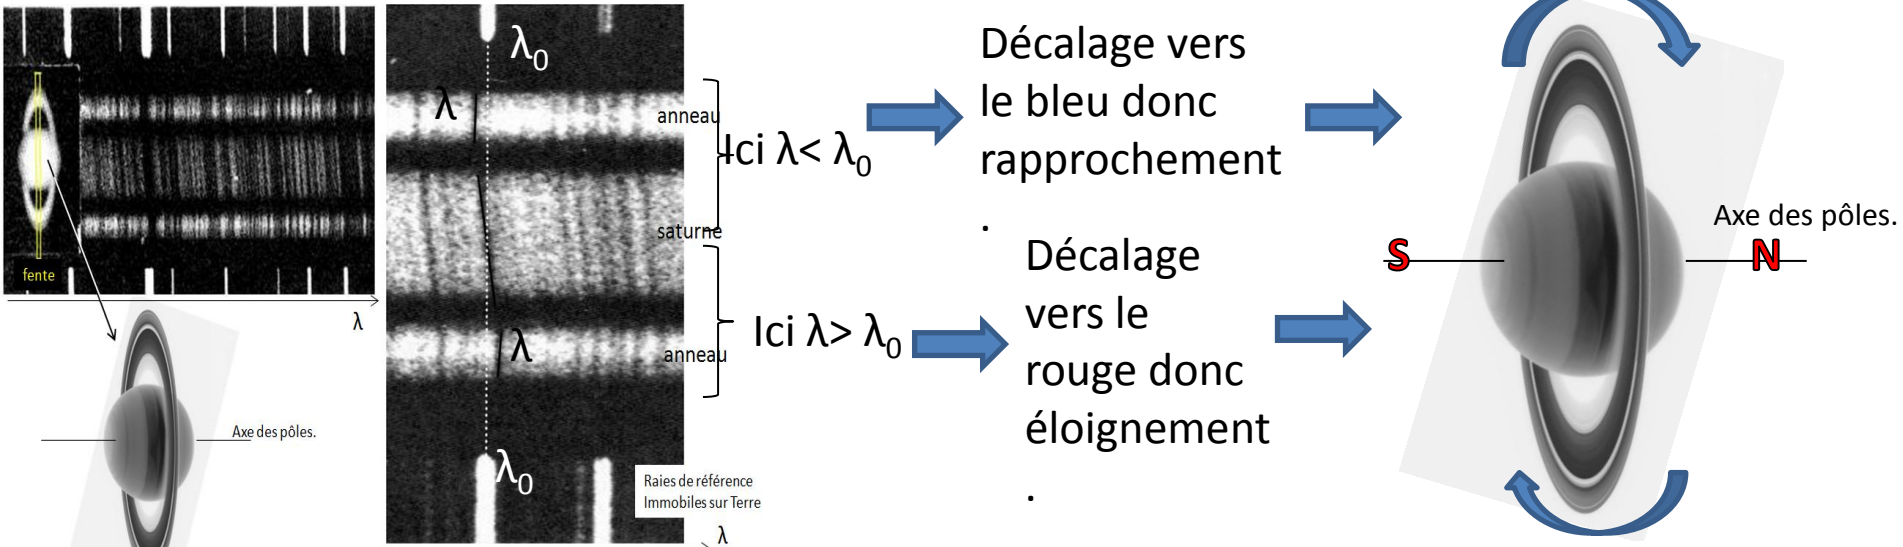 fente
λ
Axe des pôles.
λ0
λ
anneau
saturne
λ
anneau
λ0
Raies de référence
Immobiles sur Terre
λ
Ici λ< λ0
Ici λ> λ0
Décalage vers
le bleu donc
rapprochement
.
Décalage
vers le
rouge donc
éloignement
.
Axe des pôles.
S
N